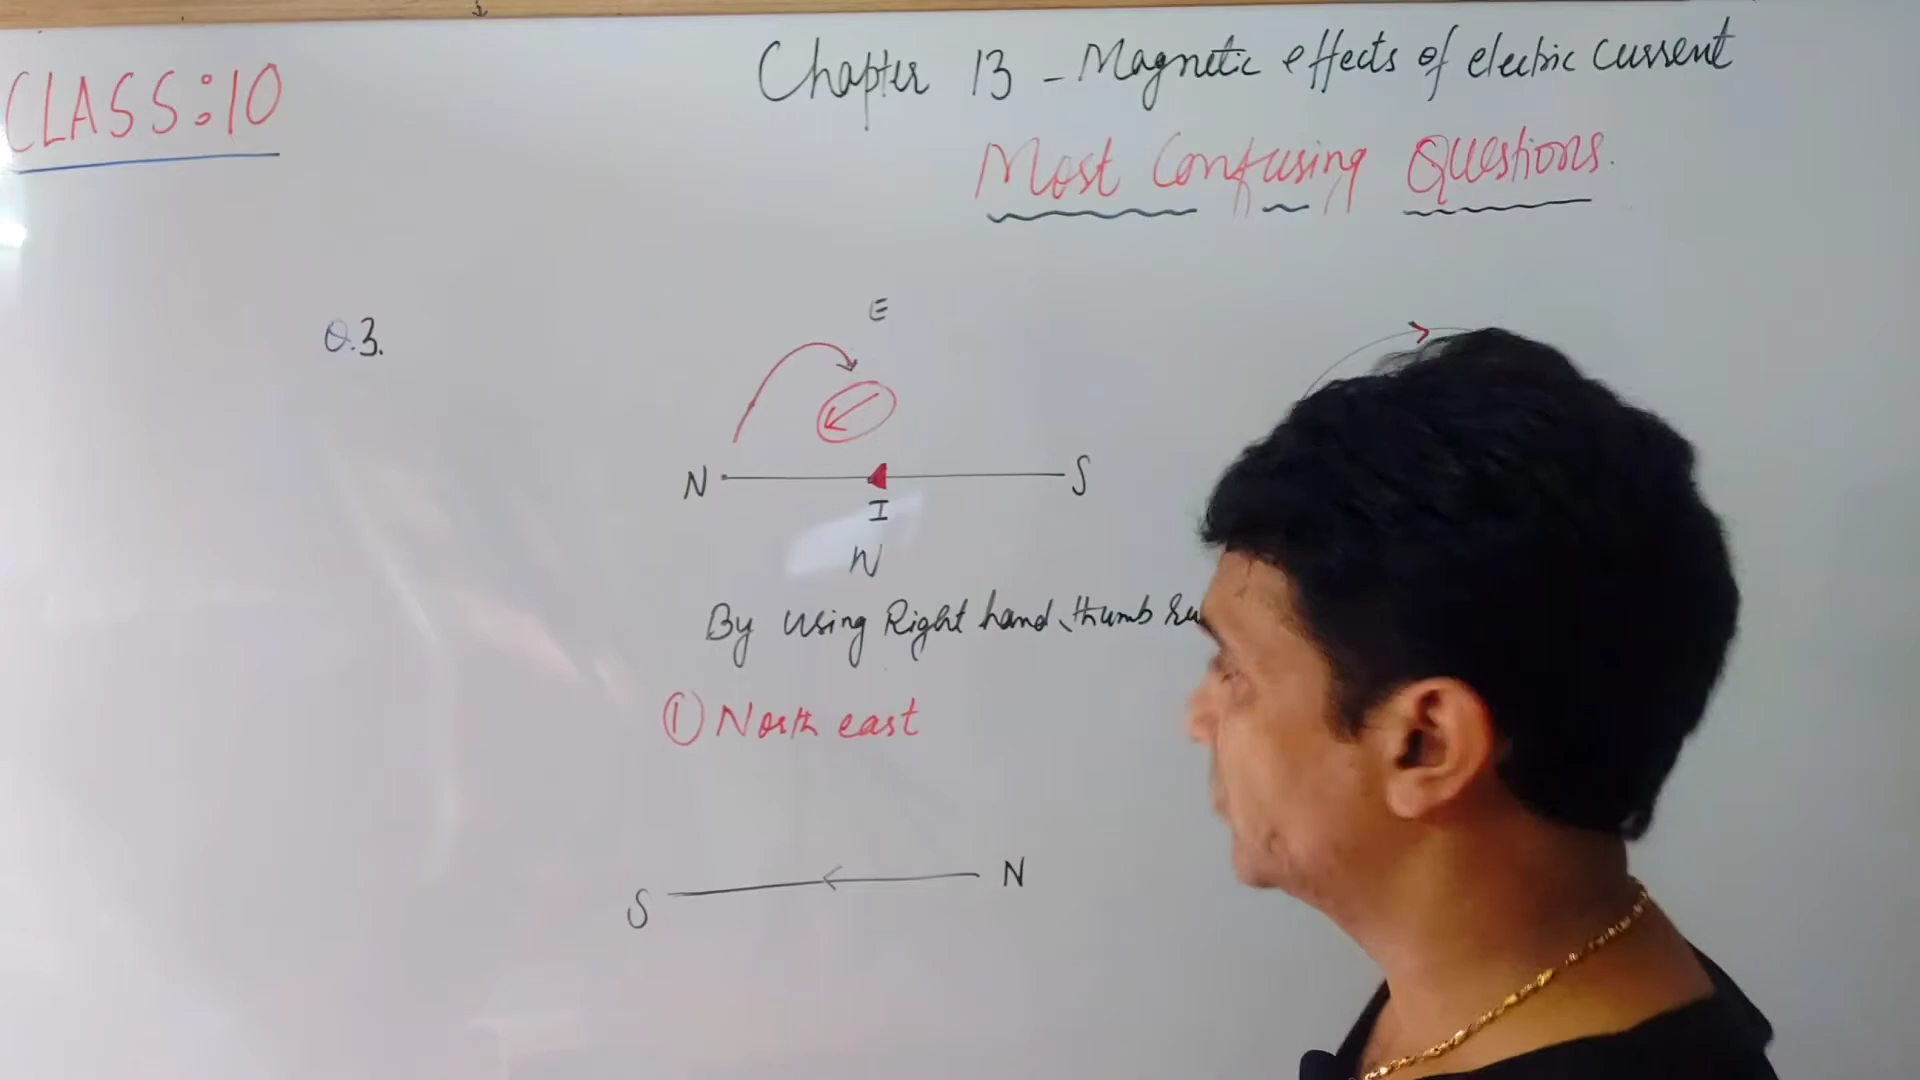 CLASS:10
Chapter 13 - Magnetic effects of electric current
Most Confusing Questions.
Q.3.
E
N S
I
W
By using Right hand thumb
① North east
S N